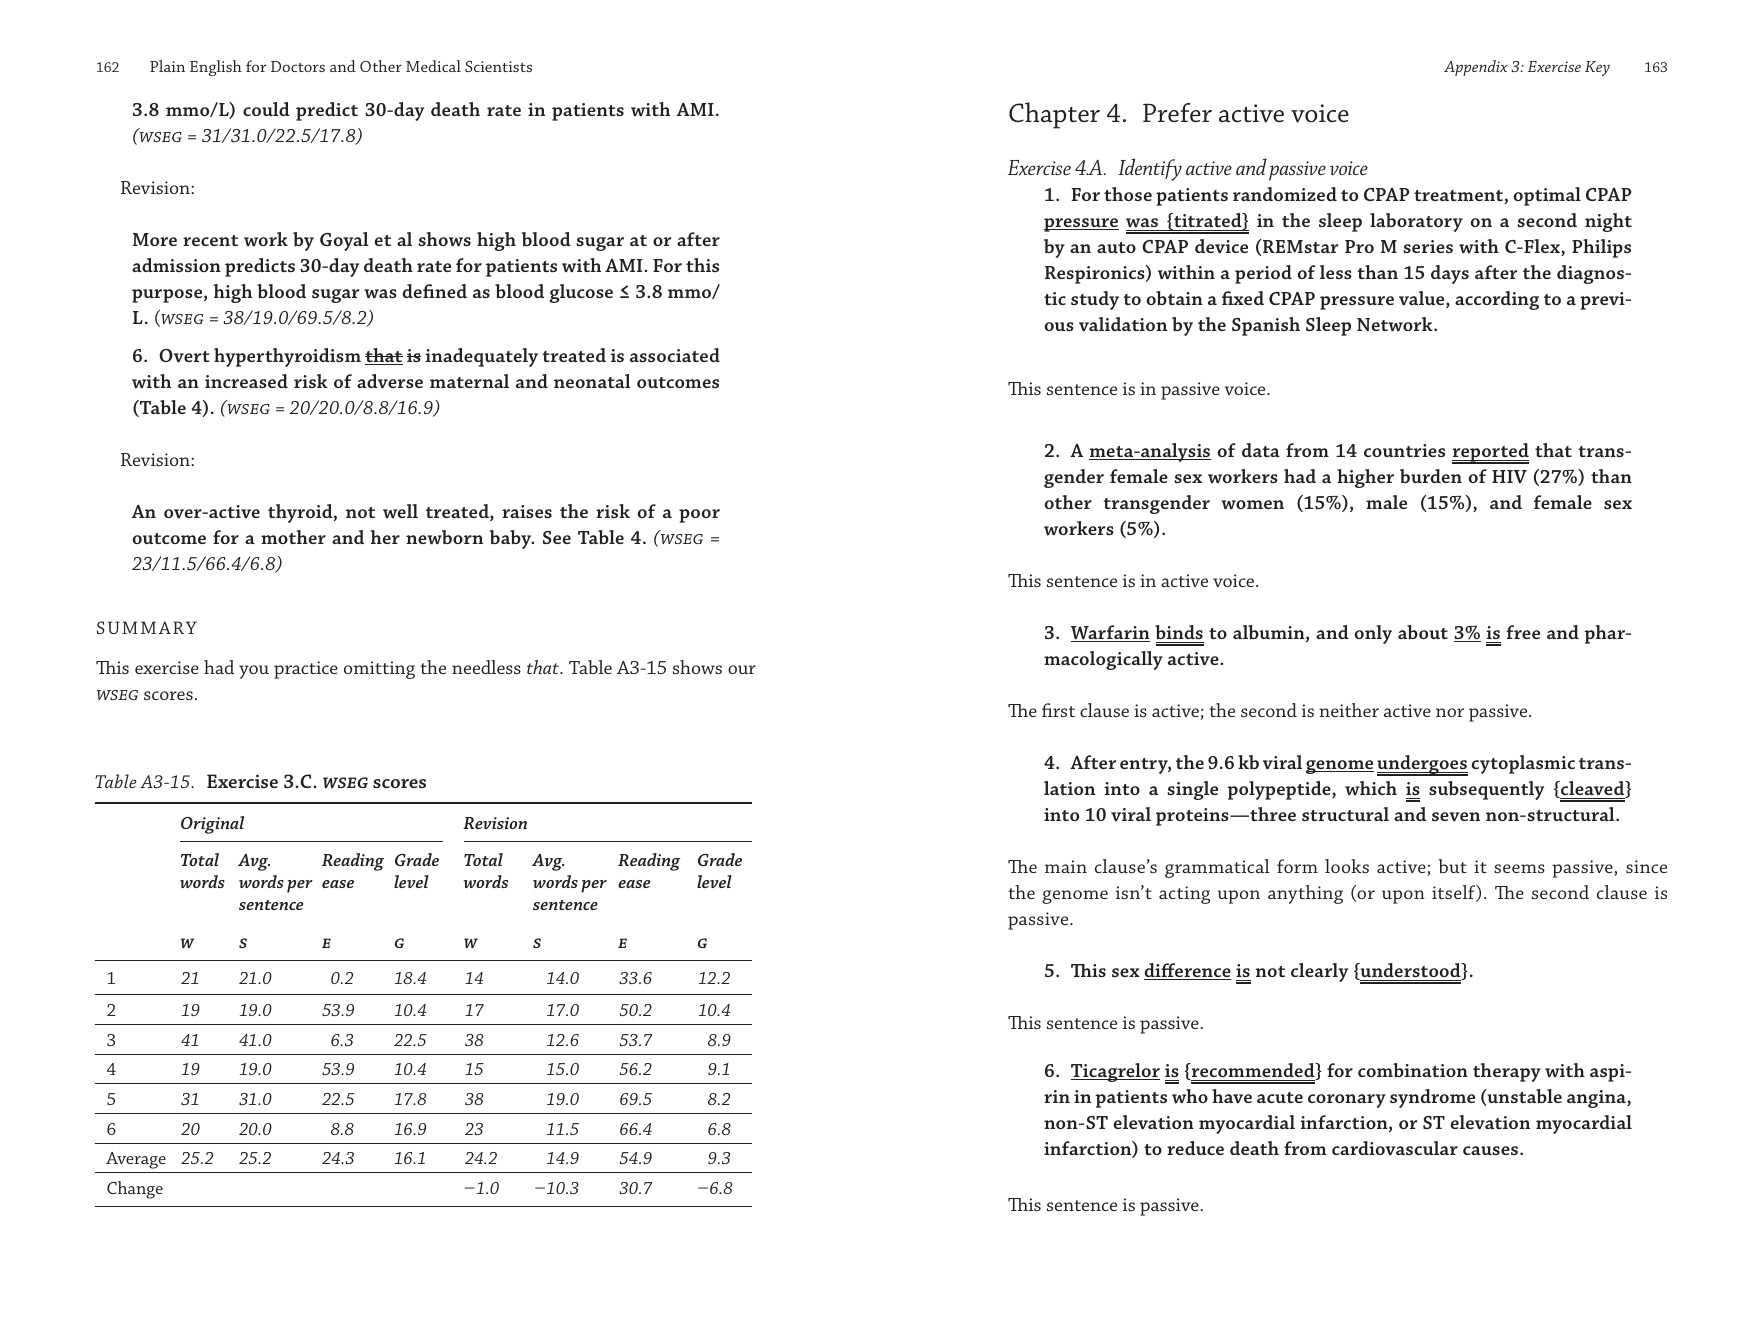 162 Plain English for Doctors and Other Medical Scientists
3.8 mmo/L) could predict 30-day death rate in patients with AMI.
(WSEG = 31/31.0/22.5/17.8)
Revision:
More recent work by Goyal et al shows high blood sugar at or after
admission predicts 30-day death rate for patients with AMI. For this
purpose, high blood sugar was defined as blood glucose ≤ 3.8 mmo/
L. (WSEG = 38/19.0/69.5/8.2)
6. Overt hyperthyroidism that is inadequately treated is associated
with an increased risk of adverse maternal and neonatal outcomes
(Table 4). (WSEG = 20/20.0/8.8/16.9)
Revision:
An over-active thyroid, not well treated, raises the risk of a poor
outcome for a mother and her newborn baby. See Table 4. (WSEG =
23/11.5/66.4/6.8)
SUMMARY
This exercise had you practice omitting the needless that. Table A3-15 shows our
WSEG scores.
Table A3-15. Exercise 3.C. WSEG scores
Original Revision
Total Avg. Reading Grade Total Avg. Reading Grade
words words per ease level words words per ease level
sentence sentence
W S E G W S E G
1 21 21.0 0.2 18.4 14 14.0 33.6 12.2
2 19 19.0 53.9 10.4 17 17.0 50.2 10.4
3 41 41.0 6.3 22.5 38 12.6 53.7 8.9
4 19 19.0 53.9 10.4 15 15.0 56.2 9.1
5 31 31.0 22.5 17.8 38 19.0 69.5 8.2
6 20 20.0 8.8 16.9 23 11.5 66.4 6.8
Average 25.2 25.2 24.3 16.1 24.2 14.9 54.9 9.3
Change −1.0 −10.3 30.7 −6.8
Appendix 3: Exercise Key 163
Chapter 4. Prefer active voice
Exercise 4.A. Identify active and passive voice
1. For those patients randomized to CPAP treatment, optimal CPAP
pressure was {titrated} in the sleep laboratory on a second night
by an auto CPAP device (REMstar Pro M series with C-Flex, Philips
Respironics) within a period of less than 15 days after the diagnos-
tic study to obtain a fixed CPAP pressure value, according to a previ-
ous validation by the Spanish Sleep Network.
This sentence is in passive voice.
2. A meta-analysis of data from 14 countries reported that trans-
gender female sex workers had a higher burden of HIV (27%) than
other transgender women (15%), male (15%), and female sex
workers (5%).
This sentence is in active voice.
3. Warfarin binds to albumin, and only about 3% is free and phar-
macologically active.
The first clause is active; the second is neither active nor passive.
4. After entry, the 9.6 kb viral genome undergoes cytoplasmic trans-
lation into a single polypeptide, which is subsequently {cleaved}
into 10 viral proteins—three structural and seven non-structural.
The main clause's grammatical form looks active; but it seems passive, since
the genome isn't acting upon anything (or upon itself). The second clause is
passive.
5. This sex difference is not clearly {understood}.
This sentence is passive.
6. Ticagrelor is {recommended} for combination therapy with aspi-
rin in patients who have acute coronary syndrome (unstable angina,
non-ST elevation myocardial infarction, or ST elevation myocardial
infarction) to reduce death from cardiovascular causes.
This sentence is passive.